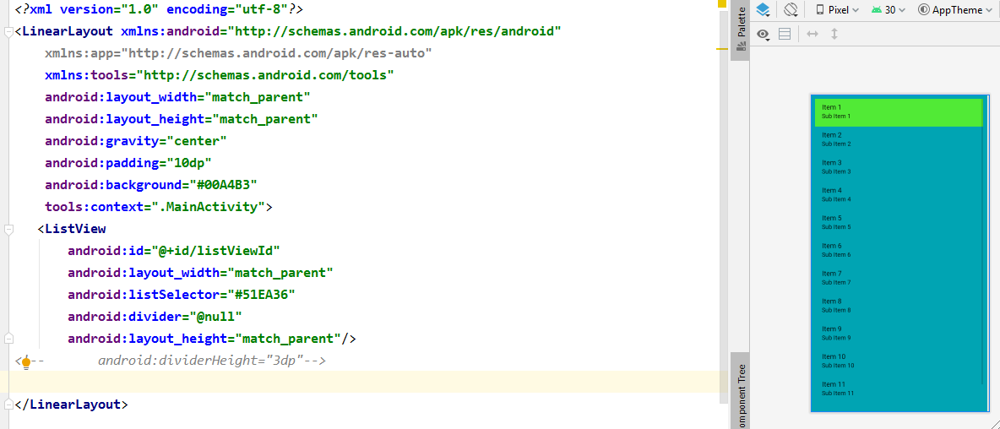 <?xml version="1.0" encoding="utf-8"?>
<LinearLayout xmlns:android="http://schemas.android.com/apk/res/android"
xmlns:app="http://schemas.android.com/apk/res-auto"
xmlns:tools="http://schemas.android.com/tools"
android:layout_width="match_parent"
android:layout_height="match_parent"
android:gravity="center"
android:padding="10dp"
android:background="#00A4B3"
tools:context=".MainActivity">
<ListView
android:id="@+id/listViewId"
android:layout_width="match_parent"
android:listSelector="#51EA36"
android:divider="@null"
android:layout_height="match_parent"/>
<!-- android:dividerHeight="3dp"-->
</LinearLayout>
Palette
omponent Tree
Pixel 30 AppTheme
Item 1
Sub Item 1
Item 2
Sub Item 2
Item 3
Sub Item 3
Item 4
Sub Item 4
Item 5
Sub Item 5
Item 6
Sub Item 6
Item 7
Sub Item 7
Item 8
Sub Item 8
Item 9
Sub Item 9
Item 10
Sub Item 10
Item 11
Sub Item 11